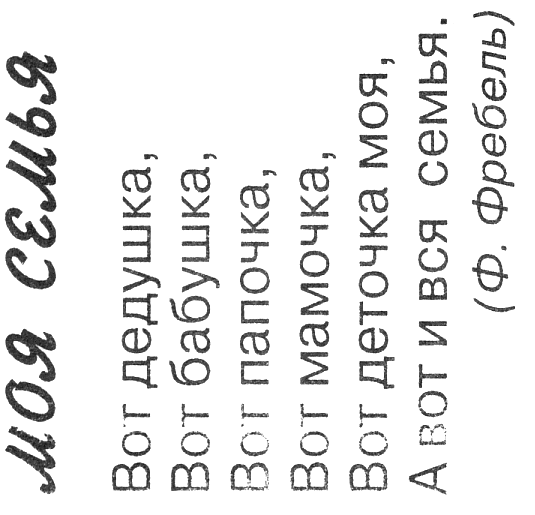 МОЯ СЕМЬЯ
Вот дедушка,
Вот бабушка,
Вот папочка,
Вот мамочка,
Вот деточка моя,
А вот и вся семья.
(Ф. Фребель)